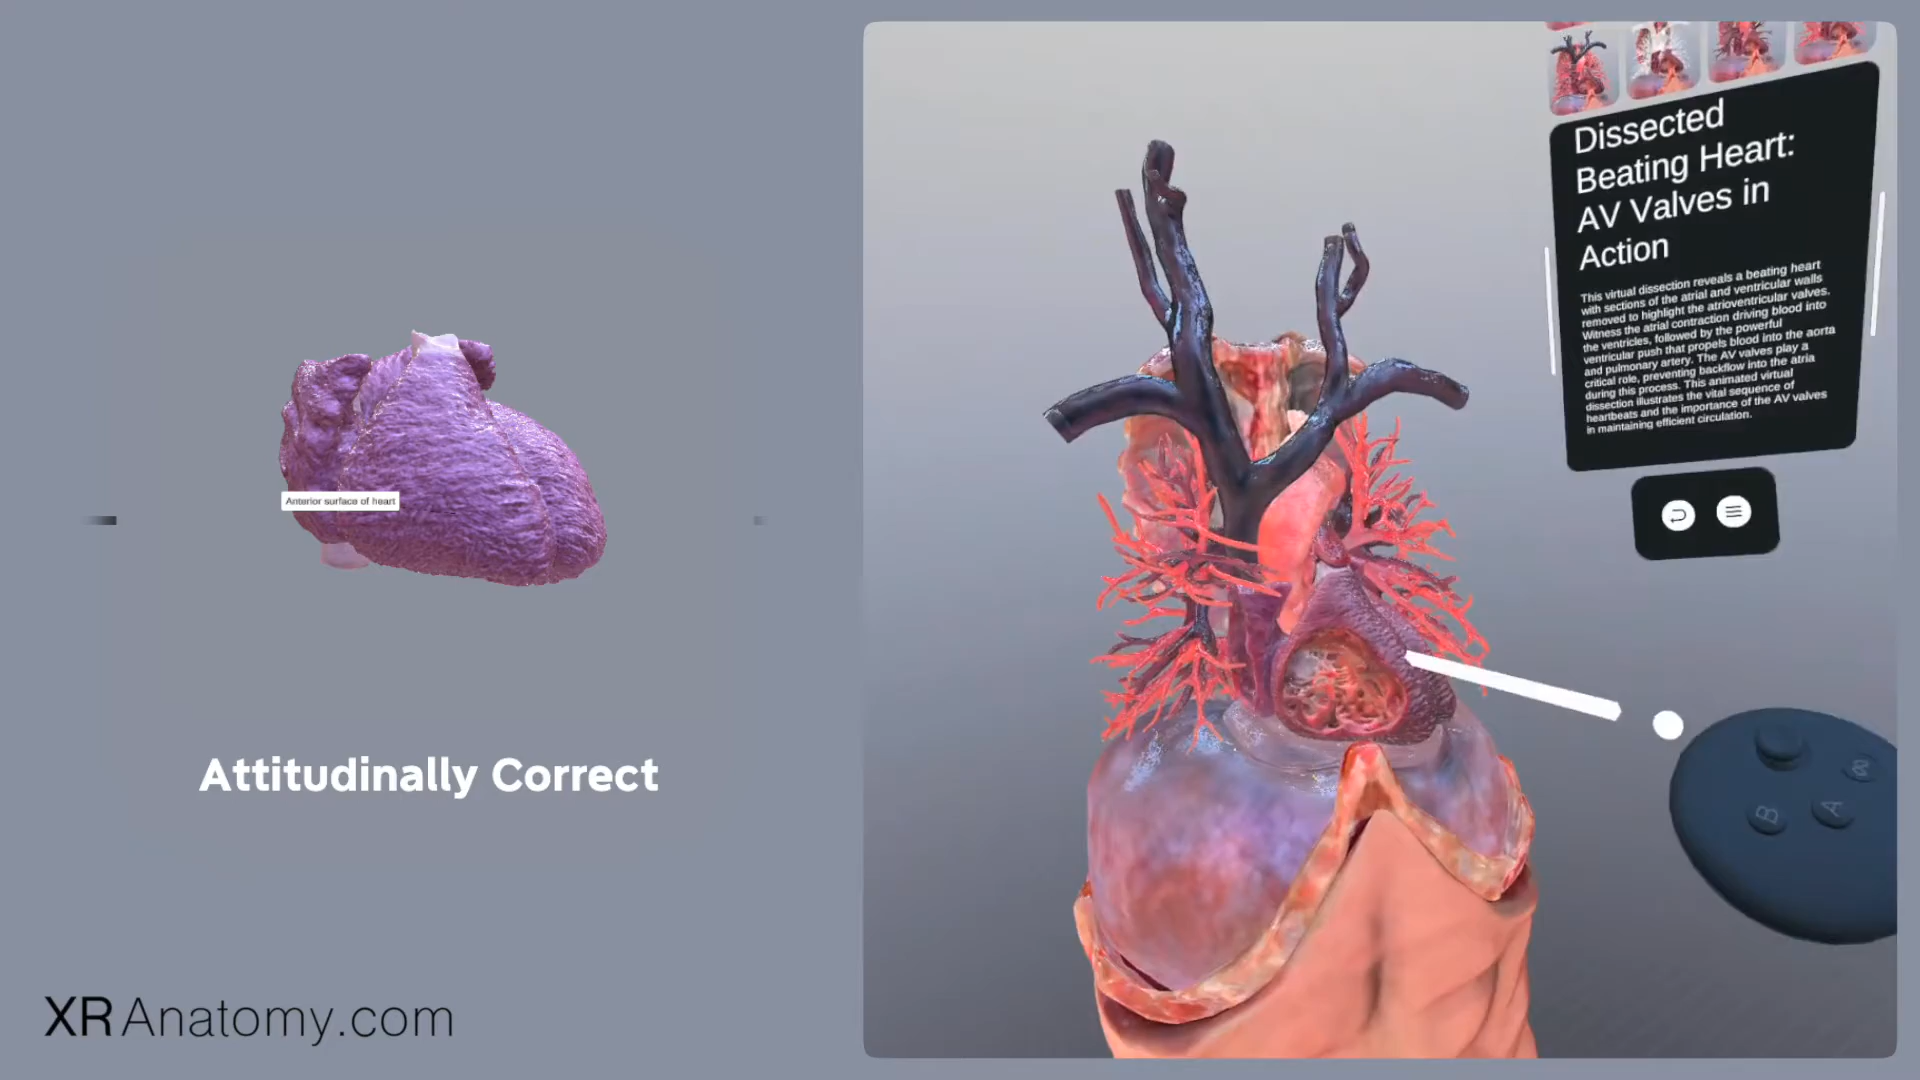 Anterior surface of heart
Attitudinally Correct
XRAnatomy.com
Dissected
Beating Heart:
AV Valves in
Action
This virtual dissection reveals a beating heart
with sections of the atrial and ventricular walls
removed to highlight the atrioventricular valves.
Witness the atrial contraction driving blood into
the ventricles, followed by the powerful
ventricular push that propels blood into the aorta
and pulmonary artery. The AV valves play a
critical role, preventing backflow into the atria
during this process. This animated virtual
dissection illustrates the vital sequence of
heartbeats and the importance of the AV valves
in maintaining efficient circulation.
B
A